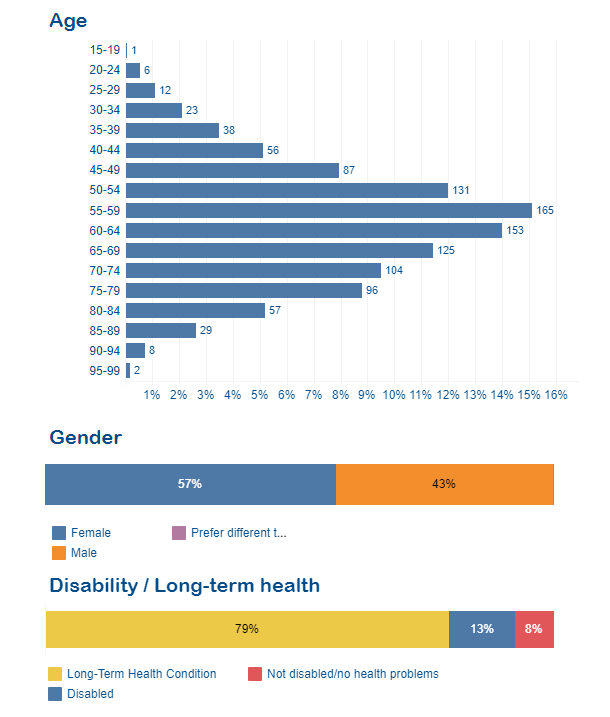 Age
15-19 1
20-24 6
25-29 12
30-34 23
35-39 38
40-44 56
45-49 87
50-54 131
55-59 165
60-64 153
65-69 125
70-74 104
75-79 96
80-84 57
85-89 29
90-94 8
95-99 2
1% 2% 3% 4% 5% 6% 7% 8% 9% 10% 11% 12% 13% 14% 15% 16%
Gender
57% 43%
Female Prefer different t...
Male
Disability / Long-term health
79% 13% 8%
Long-Term Health Condition Not disabled/no health problems
Disabled